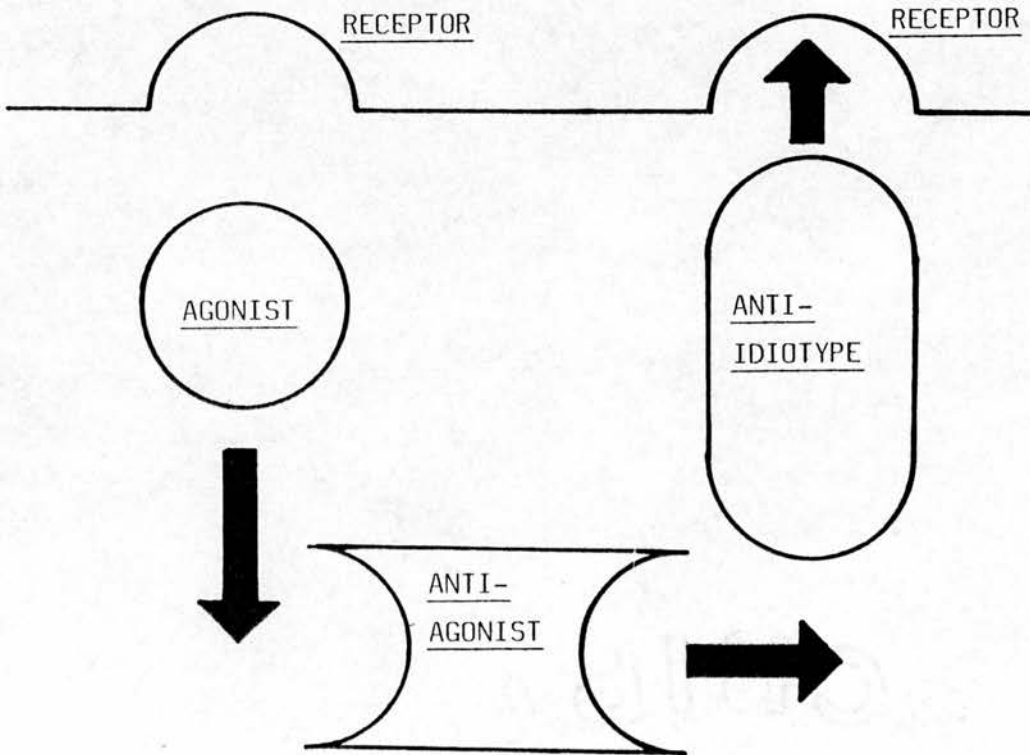 RECEPTOR
RECEPTOR
AGONIST
ANTI-
IDIOTYPE
ANTI-
AGONIST